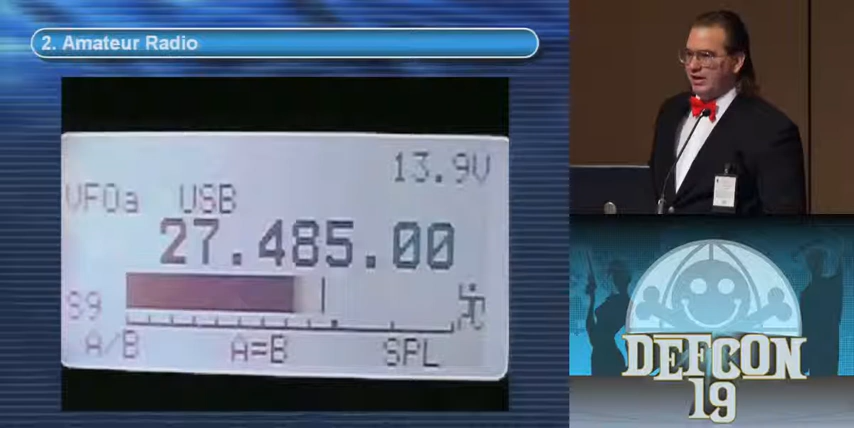 2. Amateur Radio
13.9V
VFOa USB
27.485.00
S9
A/B A=B SPL
DEFCON
19